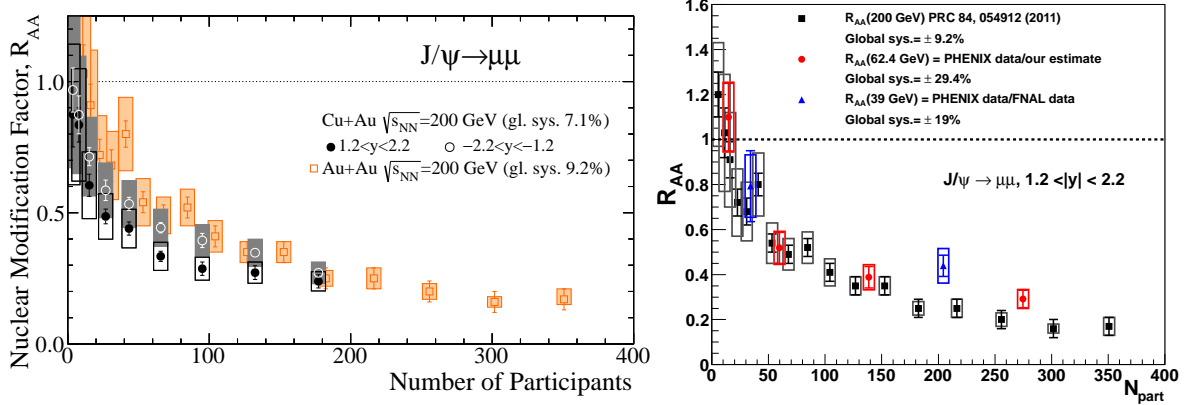 Nuclear Modification Factor, R_AA
1.0
0.5
0.0
J/ψ→μμ
Cu+Au √s_NN=200 GeV (gl. sys. 7.1%)
1.2<y<2.2 −2.2<y<−1.2
Au+Au √s_NN=200 GeV (gl. sys. 9.2%)
0 100 200 300 400
Number of Participants
R_AA
1.6
1.4
1.2
1
0.8
0.6
0.4
0.2
0
R_AA(200 GeV) PRC 84, 054912 (2011)
Global sys.= ± 9.2%
R_AA(62.4 GeV) = PHENIX data/our estimate
Global sys.= ± 29.4%
R_AA(39 GeV) = PHENIX data/FNAL data
Global sys.= ± 19%
J/ψ → μμ, 1.2 <|y| < 2.2
0 50 100 150 200 250 300 350 400
N_part